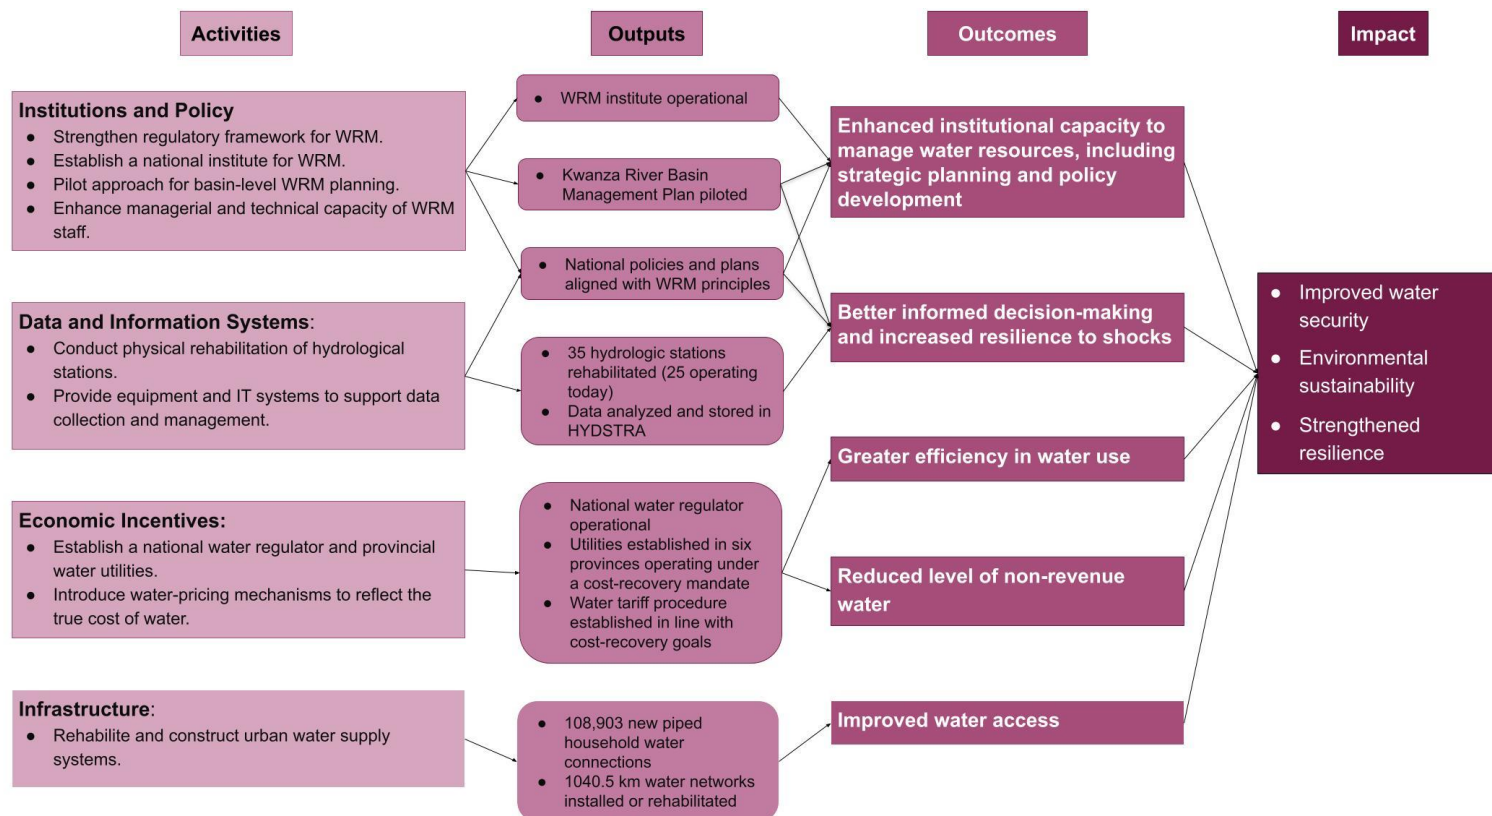 Activities
Outputs
Outcomes
Impact
Institutions and Policy
● Strengthen regulatory framework for WRM.
● Establish a national institute for WRM.
● Pilot approach for basin-level WRM planning.
● Enhance managerial and technical capacity of WRM
staff.
Data and Information Systems:
● Conduct physical rehabilitation of hydrological
stations.
● Provide equipment and IT systems to support data
collection and management.
Economic Incentives:
● Establish a national water regulator and provincial
water utilities.
● Introduce water-pricing mechanisms to reflect the
true cost of water.
Infrastructure:
● Rehabilite and construct urban water supply
systems.
● WRM institute operational
● Kwanza River Basin
Management Plan piloted
● National policies and plans
aligned with WRM principles
● 35 hydrologic stations
rehabilitated (25 operating
today)
● Data analyzed and stored in
HYDSTRA
● National water regulator
operational
● Utilities established in six
provinces operating under
a cost-recovery mandate
● Water tariff procedure
established in line with
cost-recovery goals
● 108,903 new piped
household water
connections
● 1040.5 km water networks
installed or rehabilitated
Enhanced institutional capacity to
manage water resources, including
strategic planning and policy
development
Better informed decision-making
and increased resilience to shocks
Greater efficiency in water use
Reduced level of non-revenue
water
Improved water access
● Improved water
security
● Environmental
sustainability
● Strengthened
resilience